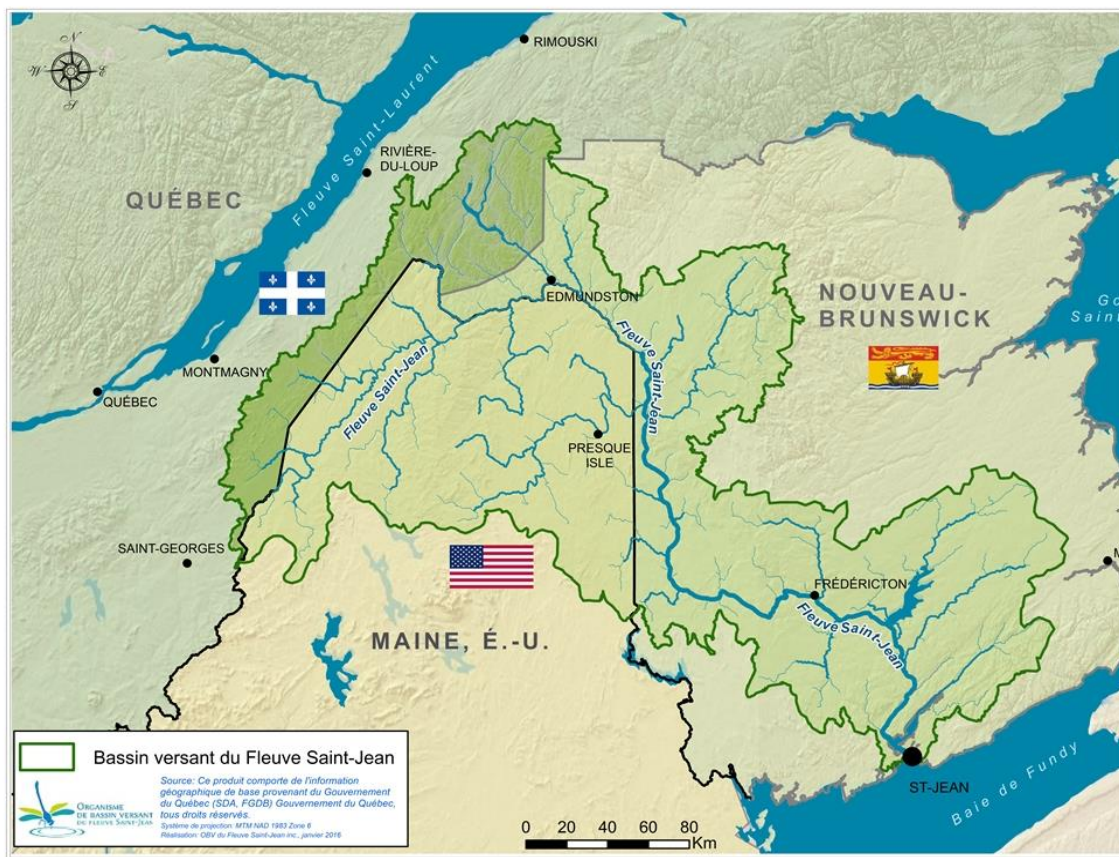 N
W
E
S
RIMOUSKI
Fleuve Saint-Laurent
RIVIÈRE-
DU-LOUP
QUÉBEC
EDMUNDSTON
NOUVEAU-
BRUNSWICK
Fleuve Saint-Jean
Fleuve Saint-Jean
MONTMAGNY
QUÉBEC
PRESQUE
ISLE
SAINT-GEORGES
FRÉDÉRICTON
Fleuve Saint-Jean
MAINE, É.-U.
ST-JEAN
Baie de Fundy
Bassin versant du Fleuve Saint-Jean
Source: Ce produit comporte de l'information
géographique de base provenant du Gouvernement
du Québec (SDA, FGDB) Gouvernement du Québec,
tous droits réservés.
Système de projection: MTM NAD 1983 Zone 6
Réalisation: OBV du Fleuve Saint-Jean inc., janvier 2016
ORGANISME
DE BASSIN VERSANT
DU FLEUVE SAINT-JEAN
0 20 40 60 80
Km